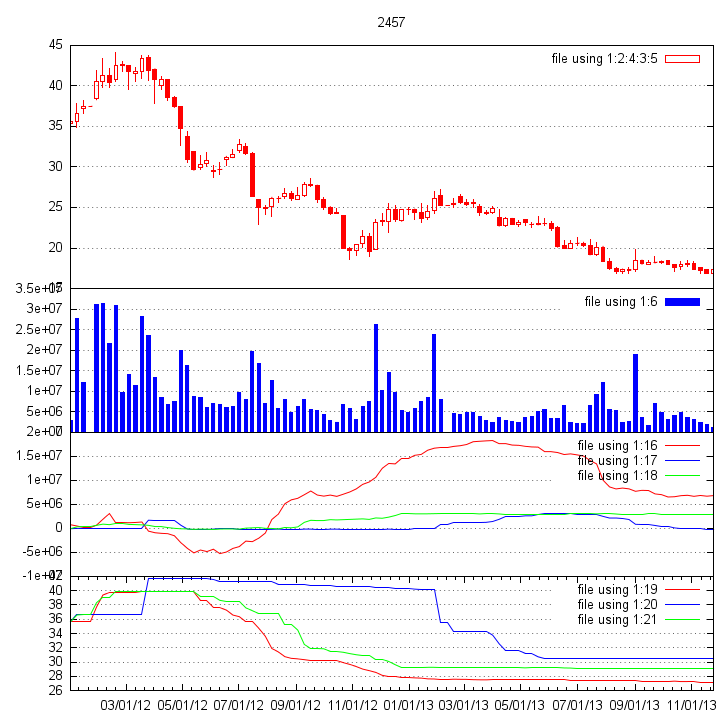 2457
45
file using 1:2:4:3:5
40
35
30
25
20
3.5e+07
file using 1:6
3e+07
2.5e+07
2e+07
1.5e+07
1e+07
5e+06
file using 1:16
1.5e+07
file using 1:17
1e+07
file using 1:18
5e+06
0
-5e+06
-1e+07
file using 1:19
40
file using 1:20
38
file using 1:21
36
34
32
30
28
26
03/01/12 05/01/12 07/01/12 09/01/12 11/01/12 01/01/13 03/01/13 05/01/13 07/01/13 09/01/13 11/01/13